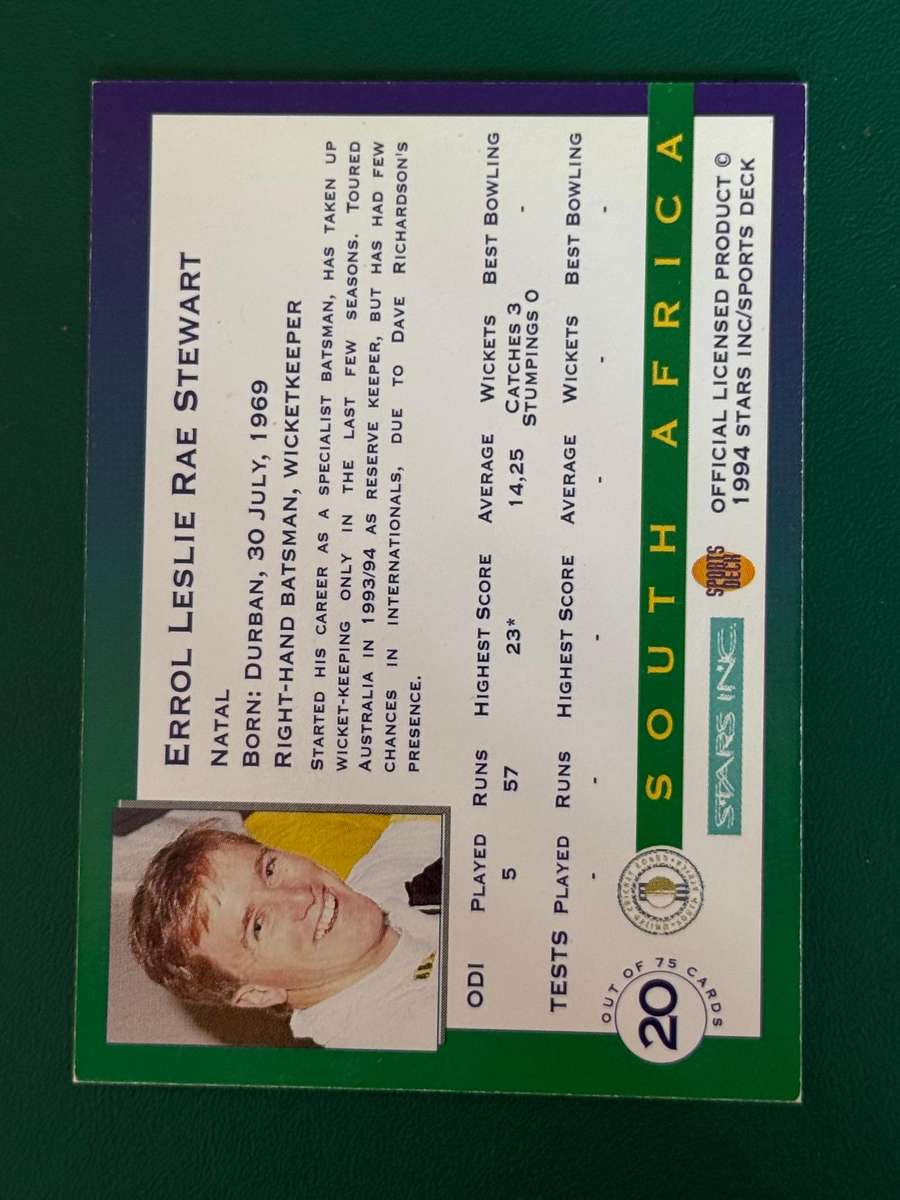 ERROL LESLIE RAE STEWART
NATAL
BORN: DURBAN, 30 JULY, 1969
RIGHT-HAND BATSMAN, WICKETKEEPER
STARTED HIS CAREER AS A SPECIALIST BATSMAN, HAS TAKEN UP
WICKET-KEEPING ONLY IN THE LAST FEW SEASONS. TOURED
AUSTRALIA IN 1993/94 AS RESERVE KEEPER, BUT HAS HAD FEW
CHANCES IN INTERNATIONALS, DUE TO DAVE RICHARDSON'S
PRESENCE.
ODI PLAYED RUNS HIGHEST SCORE AVERAGE WICKETS BEST BOWLING
5 57 23* 14,25 CATCHES 3 -
STUMPINGS 0
TESTS PLAYED RUNS HIGHEST SCORE AVERAGE WICKETS BEST BOWLING
- - - - - -
20
OUT OF 75 CARDS
SOUTH AFRICA
STARS INC.
SPORTS DECK
OFFICIAL LICENSED PRODUCT ©
1994 STARS INC/SPORTS DECK